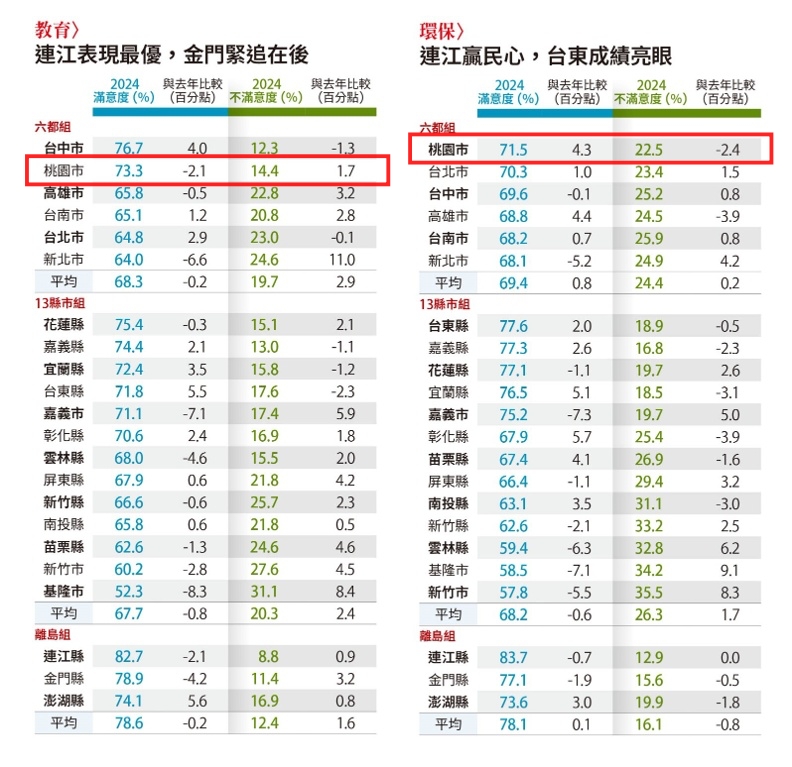 教育〉
連江表現最優，金門緊追在後
2024 滿意度（%） 與去年比較（百分點） 2024 不滿意度（%） 與去年比較（百分點）
六都組
台中市 76.7 4.0 12.3 -1.3
桃園市 73.3 -2.1 14.4 1.7
高雄市 65.8 -0.5 22.8 3.2
台南市 65.1 1.2 20.8 2.8
台北市 64.8 2.9 23.0 -0.1
新北市 64.0 -6.6 24.6 11.0
平均 68.3 -0.2 19.7 2.9
13縣市組
花蓮縣 75.4 -0.3 15.1 2.1
嘉義縣 74.4 2.1 13.0 -1.1
宜蘭縣 72.4 3.5 15.8 -1.2
台東縣 71.8 5.5 17.6 -2.3
嘉義市 71.1 -7.1 17.4 5.9
彰化縣 70.6 2.4 16.9 1.8
雲林縣 68.0 -4.6 15.5 2.0
屏東縣 67.9 0.6 21.8 4.2
新竹縣 66.6 -0.6 25.7 2.3
南投縣 65.8 0.6 21.8 0.5
苗栗縣 62.6 -1.3 24.6 4.6
新竹市 60.2 -2.8 27.6 4.5
基隆市 52.3 -8.3 31.1 8.4
平均 67.7 -0.8 20.3 2.4
離島組
連江縣 82.7 -2.1 8.8 0.9
金門縣 78.9 -4.2 11.4 3.2
澎湖縣 74.1 5.6 16.9 0.8
平均 78.6 -0.2 12.4 1.6
環保〉
連江贏民心，台東成績亮眼
2024 滿意度（%） 與去年比較（百分點） 2024 不滿意度（%） 與去年比較（百分點）
六都組
桃園市 71.5 4.3 22.5 -2.4
台北市 70.3 1.0 23.4 1.5
台中市 69.6 -0.1 25.2 0.8
高雄市 68.8 4.4 24.5 -3.9
台南市 68.2 0.7 25.9 0.8
新北市 68.1 -5.2 24.9 4.2
平均 69.4 0.8 24.4 0.2
13縣市組
台東縣 77.6 2.0 18.9 -0.5
嘉義縣 77.3 2.6 16.8 -2.3
花蓮縣 77.1 -1.1 19.7 2.6
宜蘭縣 76.5 5.1 18.5 -3.1
嘉義市 75.2 -7.3 19.7 5.0
彰化縣 67.9 5.7 25.4 -3.9
苗栗縣 67.4 4.1 26.9 -1.6
屏東縣 66.4 -1.1 29.4 3.2
南投縣 63.1 3.5 31.1 -3.0
新竹縣 62.6 -2.1 33.2 2.5
雲林縣 59.4 -6.3 32.8 6.2
基隆市 58.5 -7.1 34.2 9.1
新竹市 57.8 -5.5 35.5 8.3
平均 68.2 -0.6 26.3 1.7
離島組
連江縣 83.7 -0.7 12.9 0.0
金門縣 77.1 -1.9 15.6 -0.5
澎湖縣 73.6 3.0 19.9 -1.8
平均 78.1 0.1 16.1 -0.8